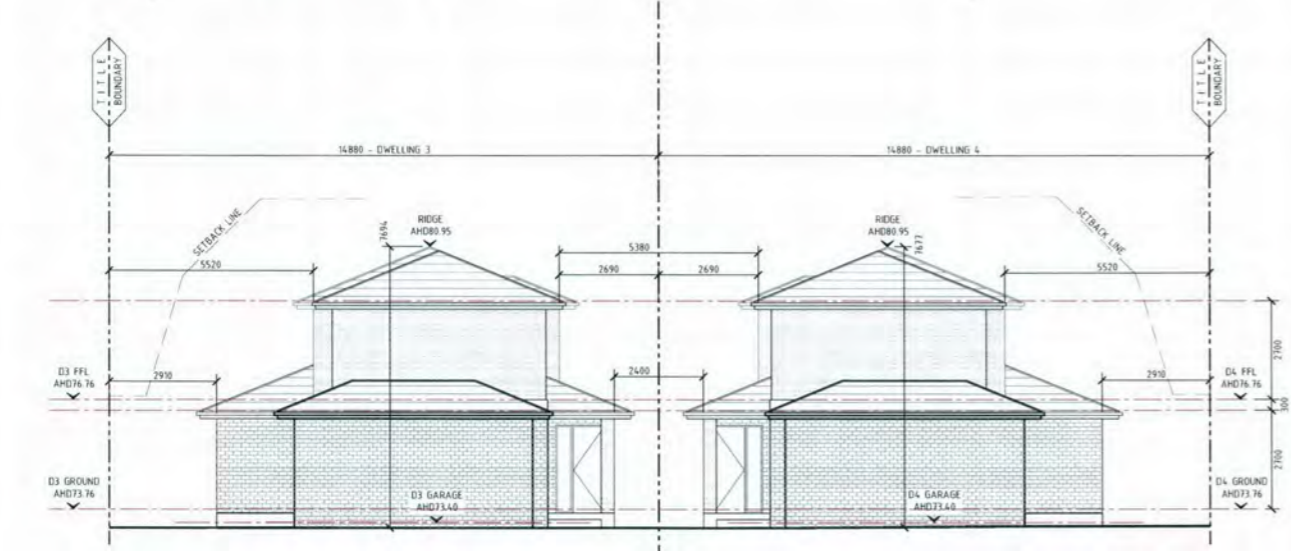 TITLE
BOUNDARY
TITLE
BOUNDARY
14880 - DWELLING 3
14880 - DWELLING 4
SETBACK LINE
RIDGE
AHD80.95
7694
RIDGE
AHD80.95
7677
SETBACK LINE
5380
5520
2690
2690
5520
2700
D3 FFL
AHD76.76
2910
2400
2910
D4 FFL
AHD76.76
300
2700
D3 GROUND
AHD73.76
D3 GARAGE
AHD73.40
D4 GARAGE
AHD73.40
D4 GROUND
AHD73.76